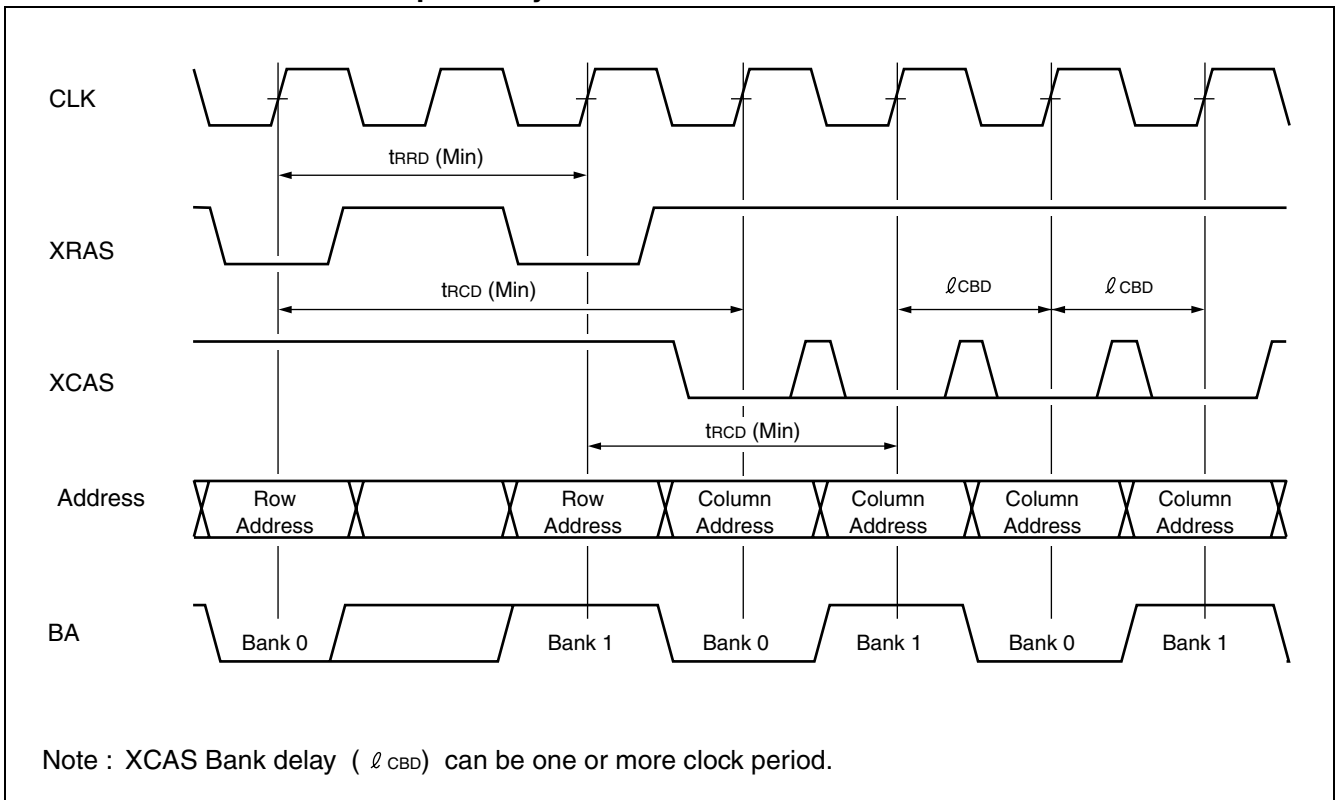 CLK
tRRD (Min)
XRAS
tRCD (Min)
ℓCBD
ℓ CBD
XCAS
tRCD (Min)
Address
Row Address
Row Address
Column Address
Column Address
Column Address
Column Address
BA
Bank 0
Bank 1
Bank 0
Bank 1
Bank 0
Bank 1
Note : XCAS Bank delay ( ℓ CBD) can be one or more clock period.